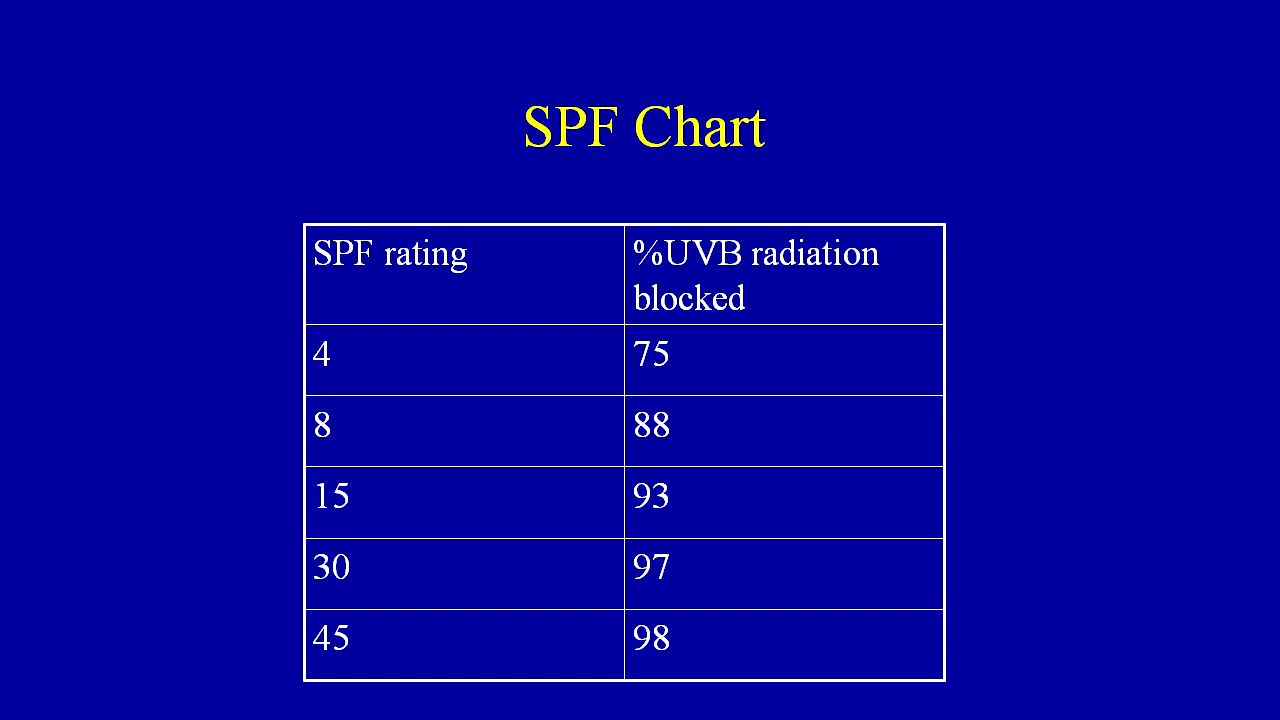 SPF Chart
SPF rating %UVB radiation
blocked
4 75
8 88
15 93
30 97
45 98